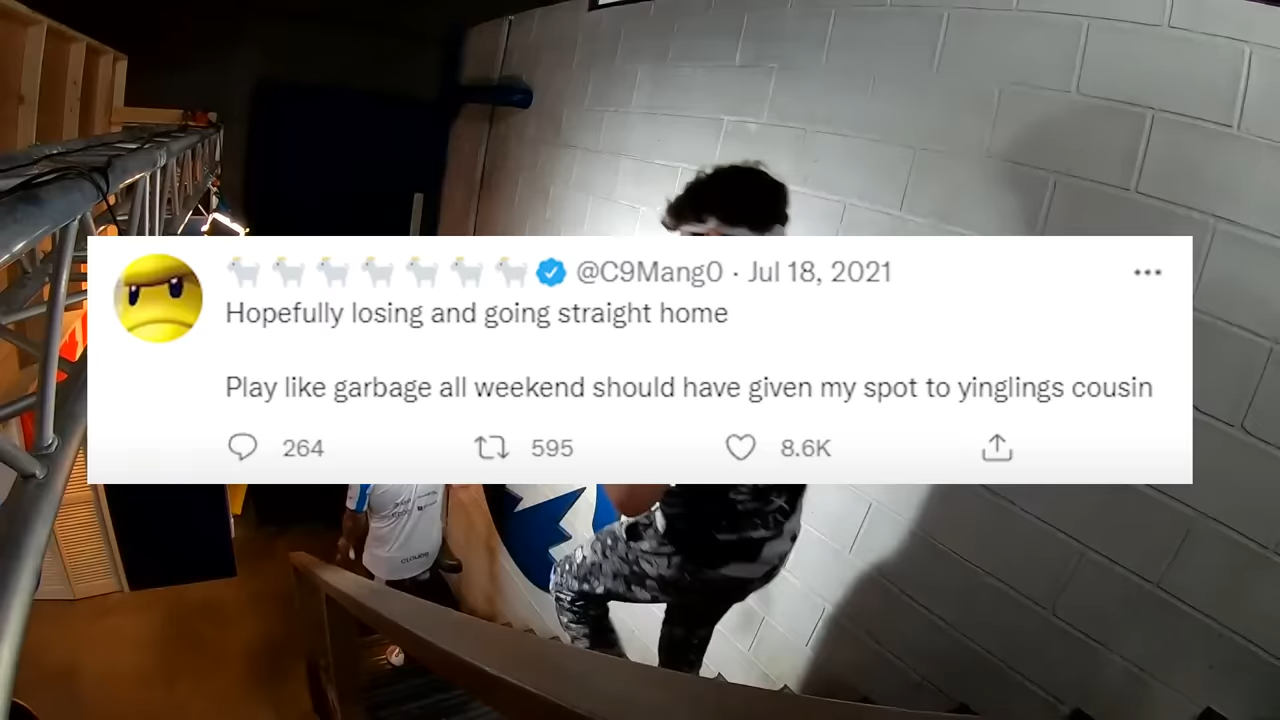 @C9Mang0 · Jul 18, 2021
Hopefully losing and going straight home
Play like garbage all weekend should have given my spot to yinglings cousin
264 595 8.6K
CLOUD9